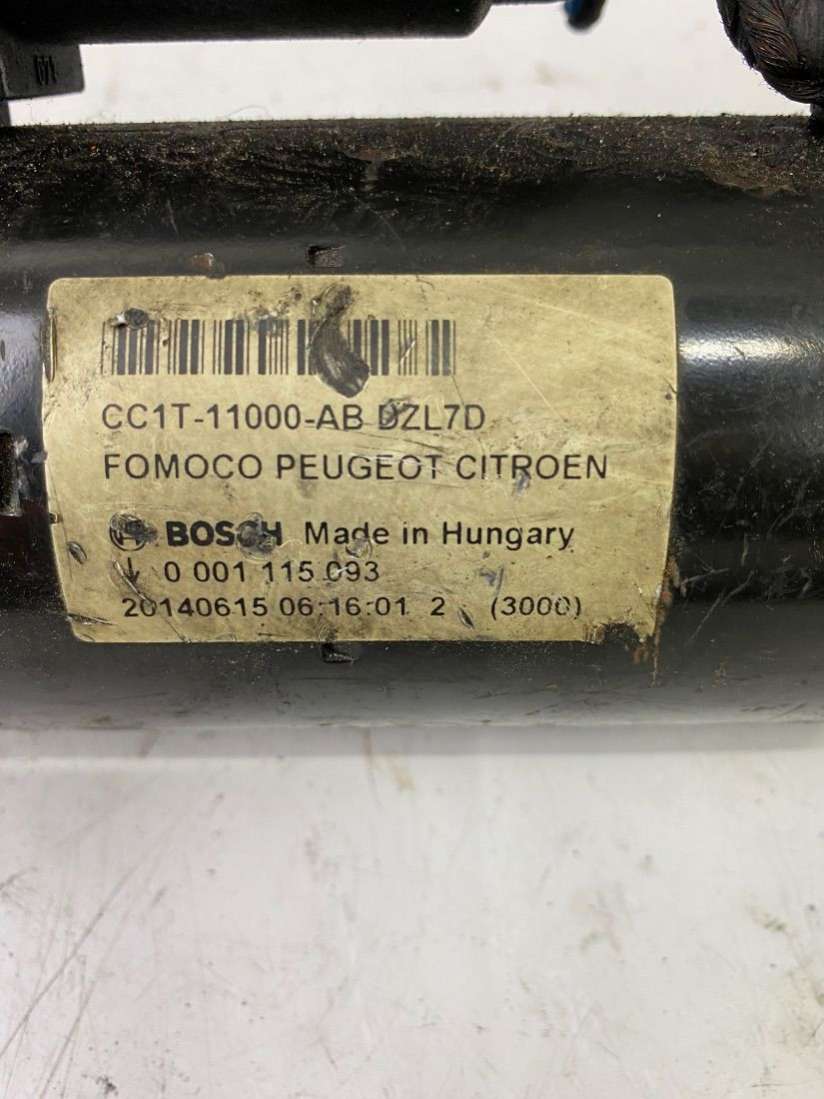 CC1T-11000-AB DZL7D
FOMOCO PEUGEOT CITROEN
BOSCH Made in Hungary
0 001 115 093
20140615 06:16:01 2 (3000)